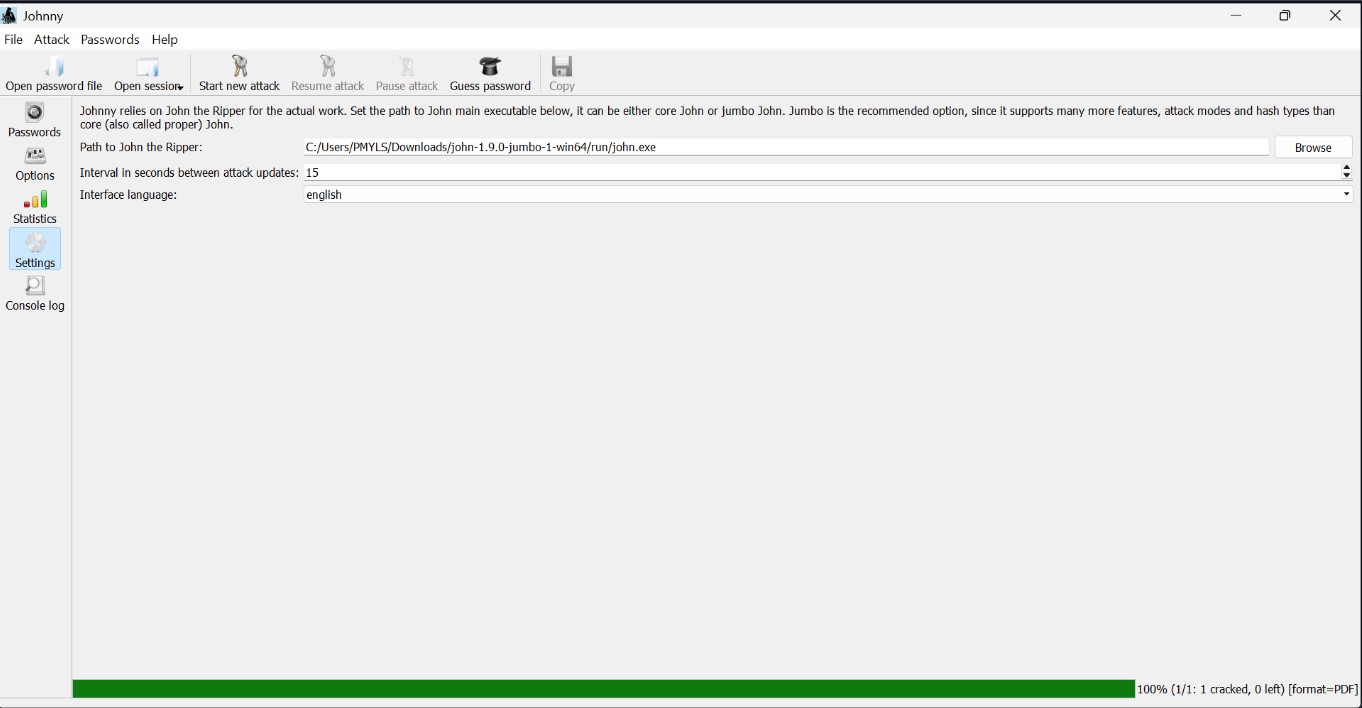 Johnny
File Attack Passwords Help
Open password file Open session Start new attack Resume attack Pause attack Guess password Copy
Passwords
Options
Statistics
Settings
Console log
Johnny relies on John the Ripper for the actual work. Set the path to John main executable below, it can be either core John or jumbo John. Jumbo is the recommended option, since it supports many more features, attack modes and hash types than
core (also called proper) John.
Path to John the Ripper: C:/Users/PMYLS/Downloads/john-1.9.0-jumbo-1-win64/run/john.exe Browse
Interval in seconds between attack updates: 15
Interface language: english
100% (1/1: 1 cracked, 0 left) [format=PDF]